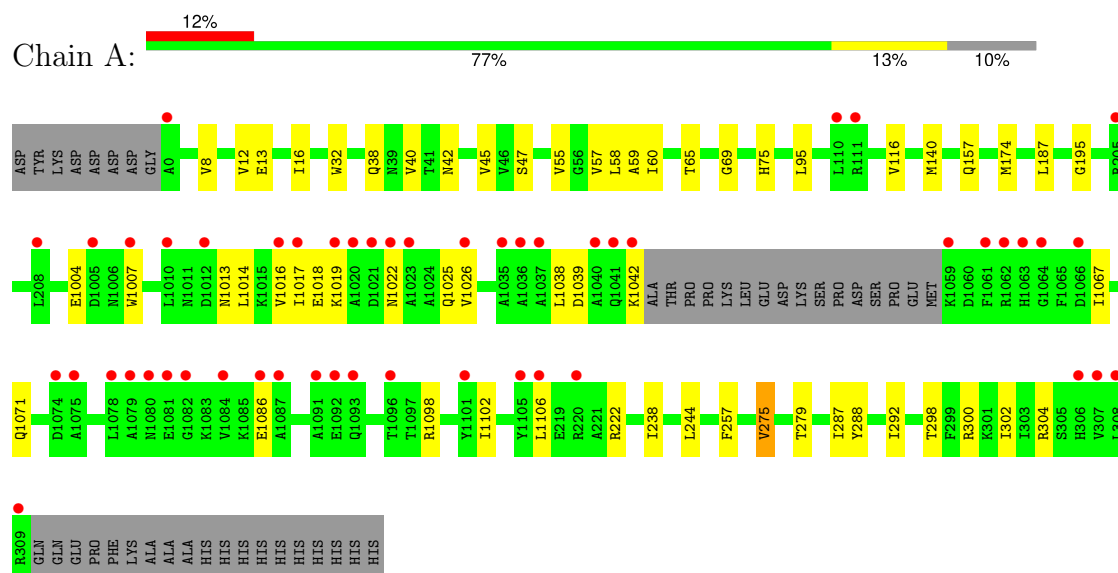 12%
Chain A:
77% 13% 10%
ASP TYR LYS ASP ASP ASP ASP GLY A0 V8 V12 E13 I16 W32 Q38 N39 V40 T41 N42 V45 V46 S47 V55 G56 V57 L58 A59 I60 T65 G69 H75 L95 L110 R111 V116 M140 Q157 M174 L187 G195 R205
L208 E1004 D1005 N1006 W1007 L1010 N1011 D1012 N1013 L1014 K1015 V1016 I1017 E1018 K1019 A1020 D1021 N1022 A1023 A1024 Q1025 V1026 A1035 A1036 A1037 L1038 D1039 A1040 Q1041 K1042 ALA THR PRO PRO LYS LEU GLU ASP LYS SER PRO ASP SER PRO GLU MET K1059 D1060 F1061 R1062 H1063 G1064 F1065 D1066 I1067
Q1071 D1074 A1075 L1078 A1079 N1080 E1081 G1082 K1083 V1084 K1085 E1086 A1087 A1091 E1092 Q1093 T1096 T1097 R1098 Y1101 I1102 Y1105 L1106 E219 R220 A221 R222 I238 L244 F257 V275 T279 I287 Y288 I292 T298 F299 R300 K301 I302 I303 R304 S305 H306 V307 L308
R309 GLN GLN GLU PRO PHE LYS ALA ALA ALA HIS HIS HIS HIS HIS HIS HIS HIS HIS HIS